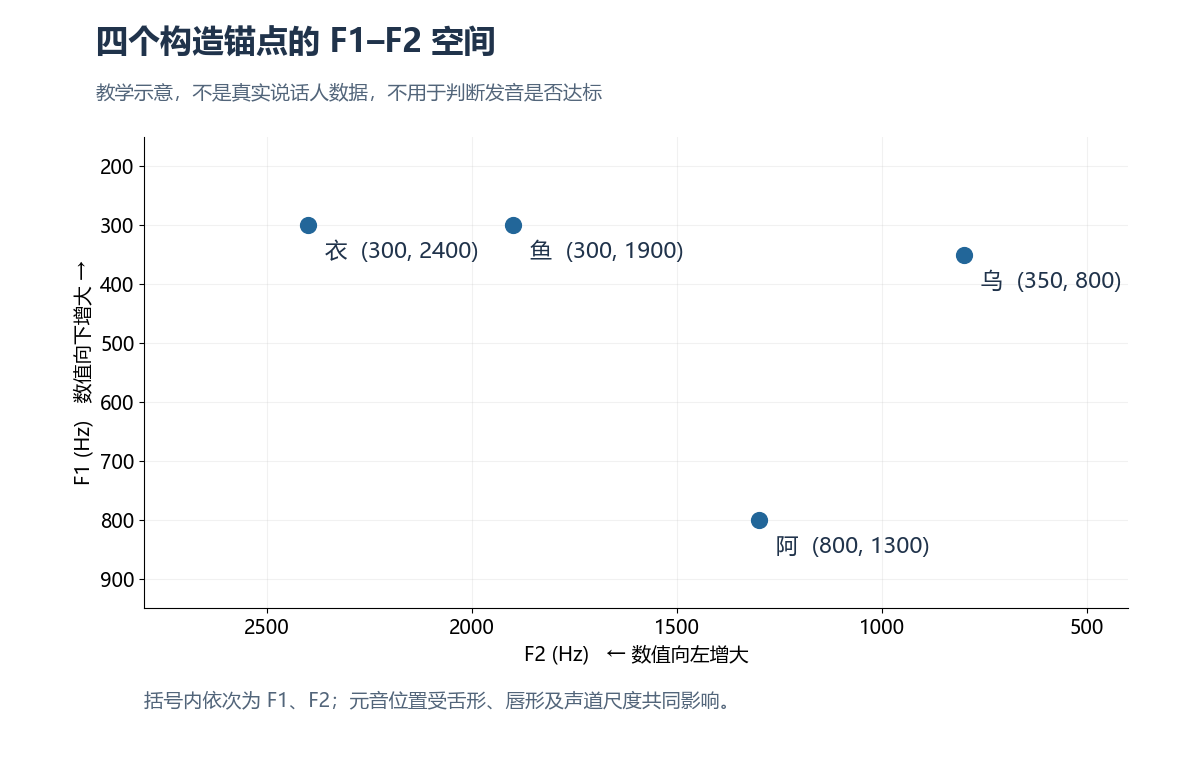 四个构造锚点的 F1–F2 空间
教学示意，不是真实说话人数据，不用于判断发音是否达标
F1 (Hz)   数值向下增大 →
200
300
400
500
600
700
800
900
衣  (300, 2400)
鱼  (300, 1900)
乌  (350, 800)
阿  (800, 1300)
2500
2000
1500
1000
500
F2 (Hz)   ← 数值向左增大
括号内依次为 F1、F2；元音位置受舌形、唇形及声道尺度共同影响。